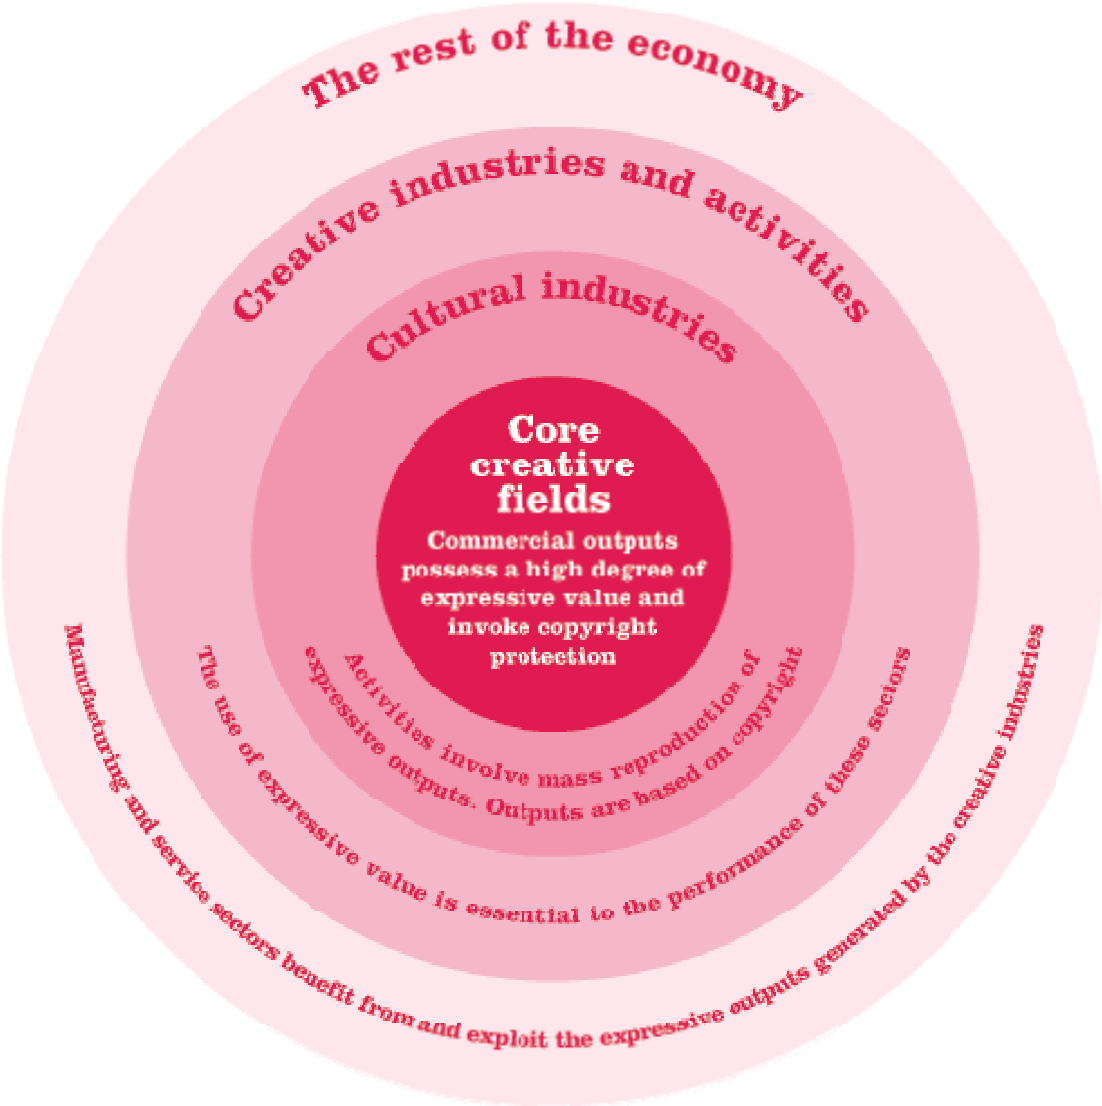 The rest of the economy
Creative industries and activities
Cultural industries
Core
creative
fields
Commercial outputs
possess a high degree of
expressive value and
invoke copyright
protection
Activities involve mass reproduction of
expressive outputs. Outputs are based on copyright
The use of expressive value is essential to the performance of these sectors
Manufacturing and service sectors benefit from and exploit the expressive outputs generated by the creative industries